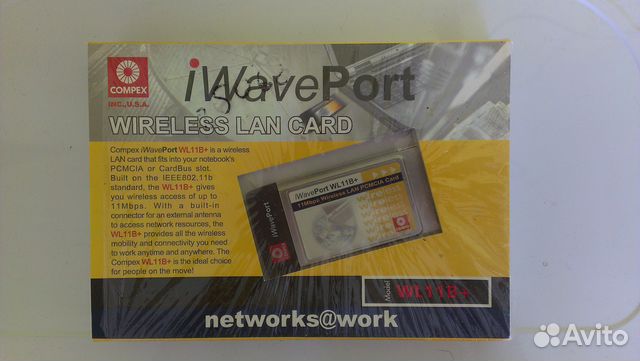 COMPEX
INC., U.S.A.
iWavePort
WIRELESS LAN CARD
Compex iWavePort WL11B+ is a wireless
LAN card that fits into your notebook's
PCMCIA or CardBus slot.
Built on the IEEE802.11b
standard, the WL11B+ gives
you wireless access of up to
11Mbps. With a built-in
connector for an external antenna
to access network resources, the
WL11B+ provides all the wireless
mobility and connectivity you need
to work anytime and anywhere. The
Compex WL11B+ is the ideal choice
for people on the move!
iWavePort WL11B+
11Mbps Wireless LAN PCMCIA Card
iWavePort
COMPEX
Model
WL11B+
networks@work
Avito